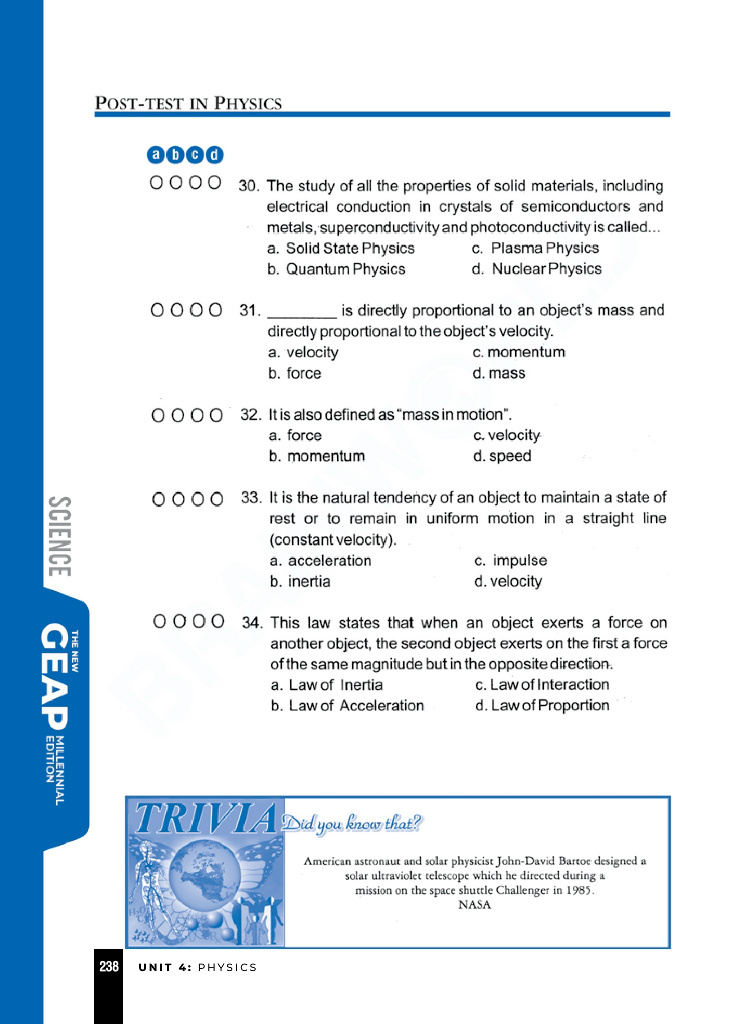 POST-TEST IN PHYSICS
a b c d
30. The study of all the properties of solid materials, including
electrical conduction in crystals of semiconductors and
metals, superconductivity and photoconductivity is called...
a. Solid State Physics c. Plasma Physics
b. Quantum Physics d. Nuclear Physics
31. _________ is directly proportional to an object's mass and
directly proportional to the object's velocity.
a. velocity c. momentum
b. force d. mass
32. It is also defined as "mass in motion".
a. force c. velocity
b. momentum d. speed
33. It is the natural tendency of an object to maintain a state of
rest or to remain in uniform motion in a straight line
(constant velocity).
a. acceleration c. impulse
b. inertia d. velocity
34. This law states that when an object exerts a force on
another object, the second object exerts on the first a force
of the same magnitude but in the opposite direction.
a. Law of Inertia c. Law of Interaction
b. Law of Acceleration d. Law of Proportion
SCIENCE
THE NEW
GEAP
MILLENNIAL
EDITION
TRIVIA Did you know that?
American astronaut and solar physicist John-David Bartoe designed a
solar ultraviolet telescope which he directed during a
mission on the space shuttle Challenger in 1985.
NASA
238 UNIT 4: PHYSICS